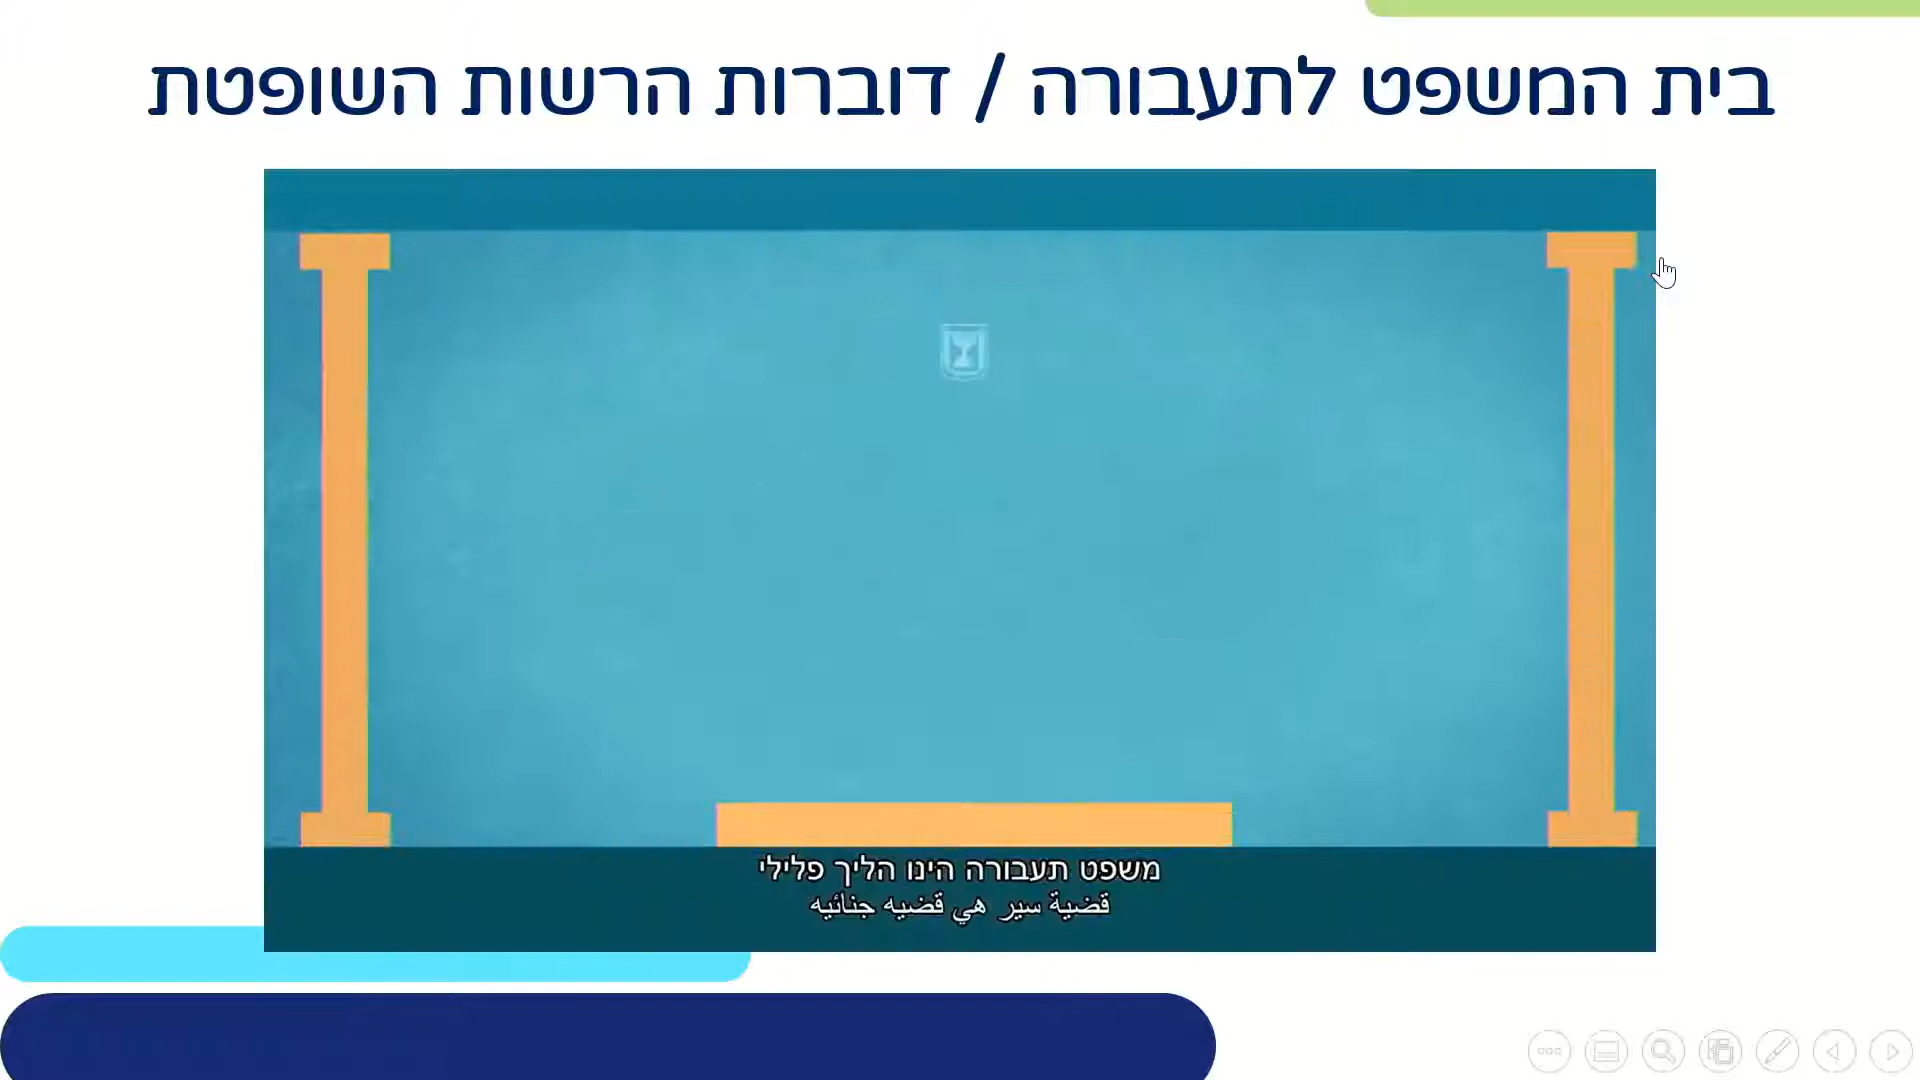 בית המשפט לתעבורה / דוברות הרשות השופטת
משפט תעבורה הינו הליך פלילי
قضية سير هي قضيه جنائيه